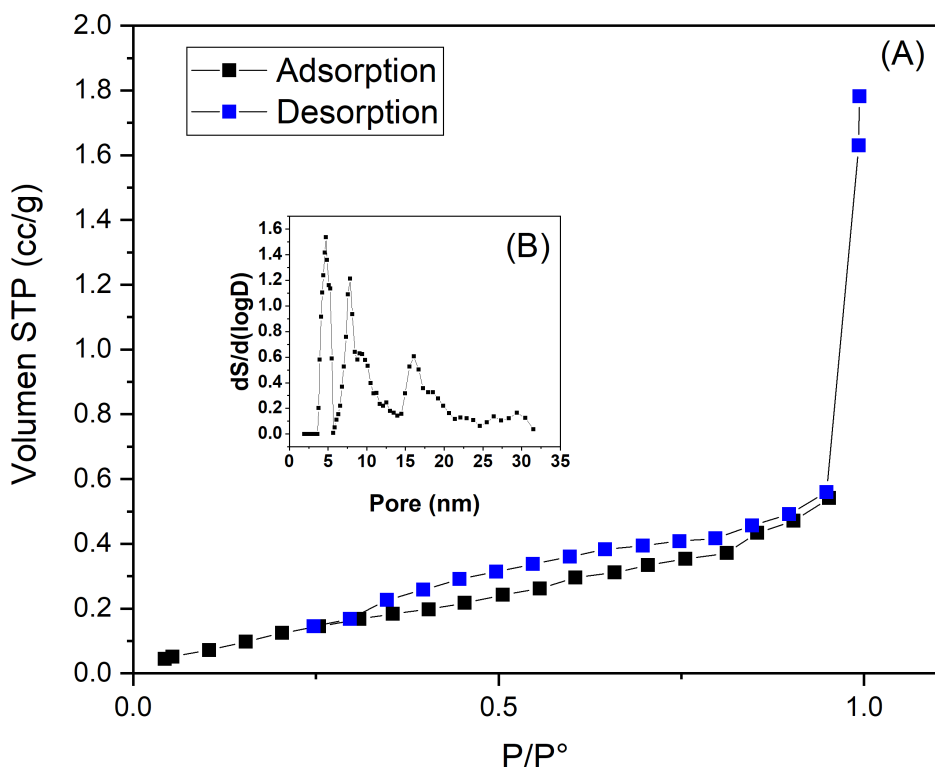 2.0
1.8
1.6
1.4
1.2
1.0
0.8
0.6
0.4
0.2
0.0
Volumen STP (cc/g)
Adsorption
Desorption
(A)
1.6
1.4
1.2
1.0
0.8
0.6
0.4
0.2
0.0
dS/d(logD)
(B)
0 5 10 15 20 25 30 35
Pore (nm)
0.0 0.5 1.0
P/P°